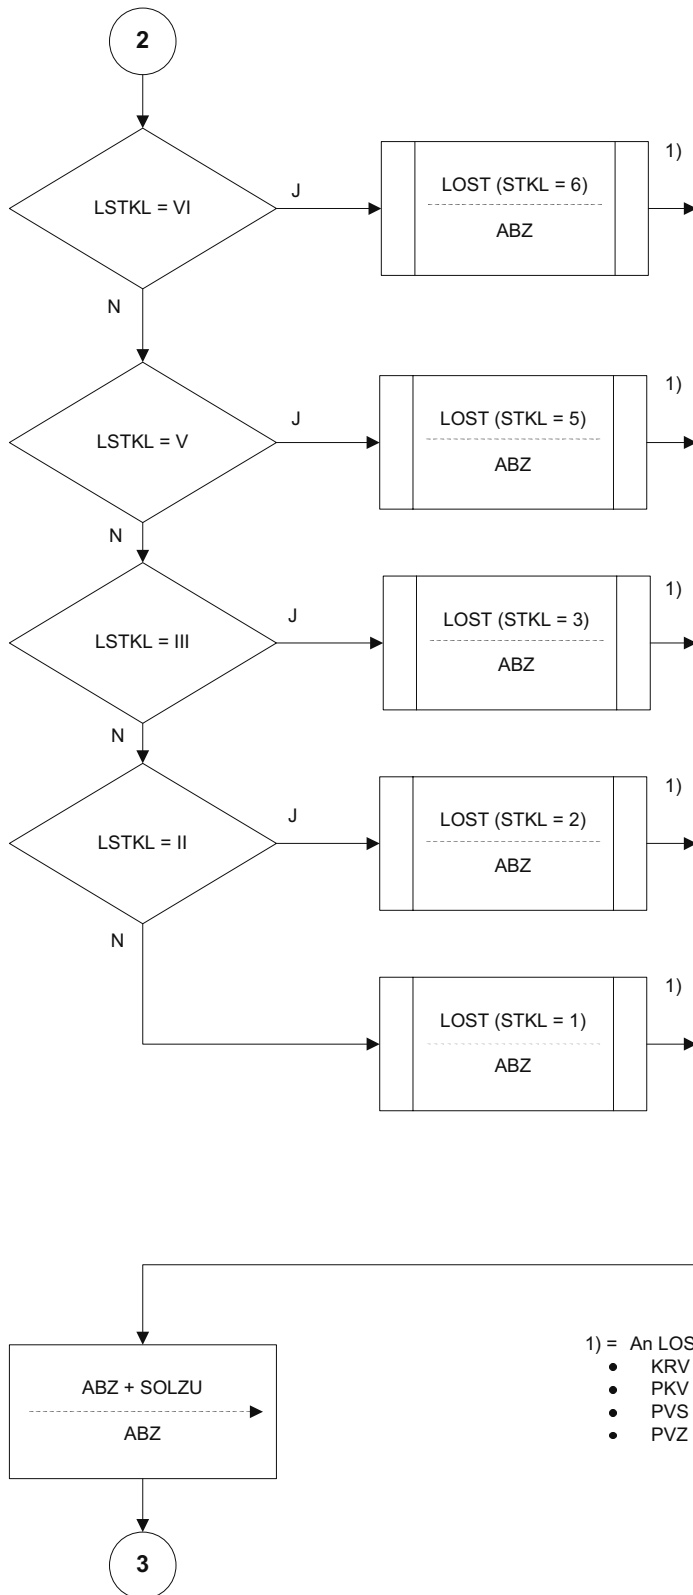 2
LSTKL = VI
J
LOST (STKL = 6)
ABZ
1)
N
LSTKL = V
J
LOST (STKL = 5)
ABZ
1)
N
LSTKL = III
J
LOST (STKL = 3)
ABZ
1)
N
LSTKL = II
J
LOST (STKL = 2)
ABZ
1)
N
LOST (STKL = 1)
ABZ
1)
ABZ + SOLZU
ABZ
1) = An LOS
• KRV
• PKV
• PVS
• PVZ
3